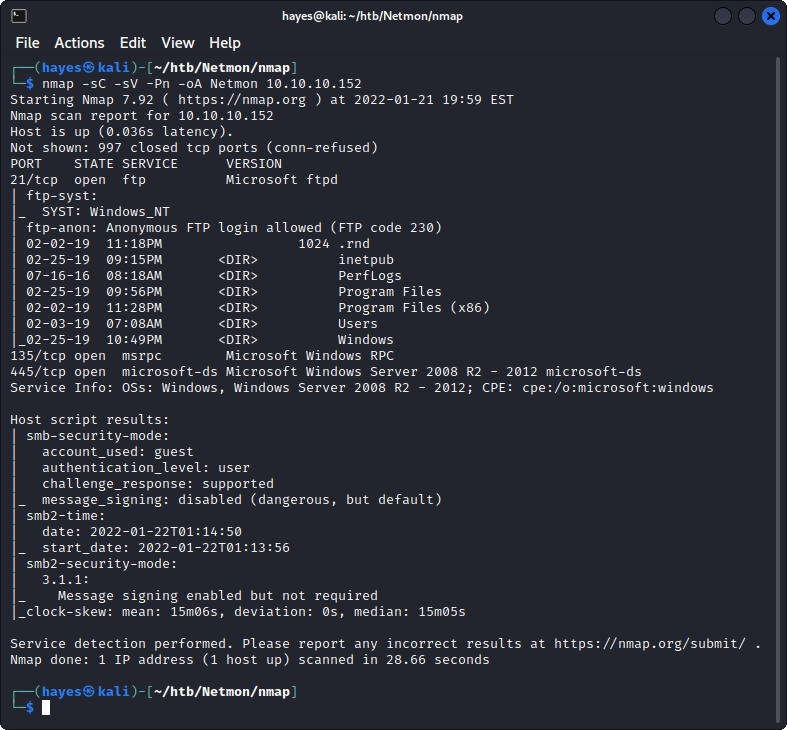 hayes@kali: ~/htb/Netmon/nmap
File Actions Edit View Help
┌──(hayes㉿kali)-[~/htb/Netmon/nmap]
└─$ nmap -sC -sV -Pn -oA Netmon 10.10.10.152
Starting Nmap 7.92 ( https://nmap.org ) at 2022-01-21 19:59 EST
Nmap scan report for 10.10.10.152
Host is up (0.036s latency).
Not shown: 997 closed tcp ports (conn-refused)
PORT    STATE SERVICE      VERSION
21/tcp  open  ftp          Microsoft ftpd
| ftp-syst:
|_  SYST: Windows_NT
| ftp-anon: Anonymous FTP login allowed (FTP code 230)
| 02-02-19  11:18PM                 1024 .rnd
| 02-25-19  09:15PM       <DIR>          inetpub
| 07-16-16  08:18AM       <DIR>          PerfLogs
| 02-25-19  09:56PM       <DIR>          Program Files
| 02-02-19  11:28PM       <DIR>          Program Files (x86)
| 02-03-19  07:08AM       <DIR>          Users
|_02-25-19  10:49PM       <DIR>          Windows
135/tcp open  msrpc        Microsoft Windows RPC
445/tcp open  microsoft-ds Microsoft Windows Server 2008 R2 - 2012 microsoft-ds
Service Info: OSs: Windows, Windows Server 2008 R2 - 2012; CPE: cpe:/o:microsoft:windows
Host script results:
| smb-security-mode:
|   account_used: guest
|   authentication_level: user
|   challenge_response: supported
|_  message_signing: disabled (dangerous, but default)
| smb2-time:
|   date: 2022-01-22T01:14:50
|_  start_date: 2022-01-22T01:13:56
| smb2-security-mode:
|   3.1.1:
|_    Message signing enabled but not required
|_clock-skew: mean: 15m06s, deviation: 0s, median: 15m05s
Service detection performed. Please report any incorrect results at https://nmap.org/submit/ .
Nmap done: 1 IP address (1 host up) scanned in 28.66 seconds
┌──(hayes㉿kali)-[~/htb/Netmon/nmap]
└─$